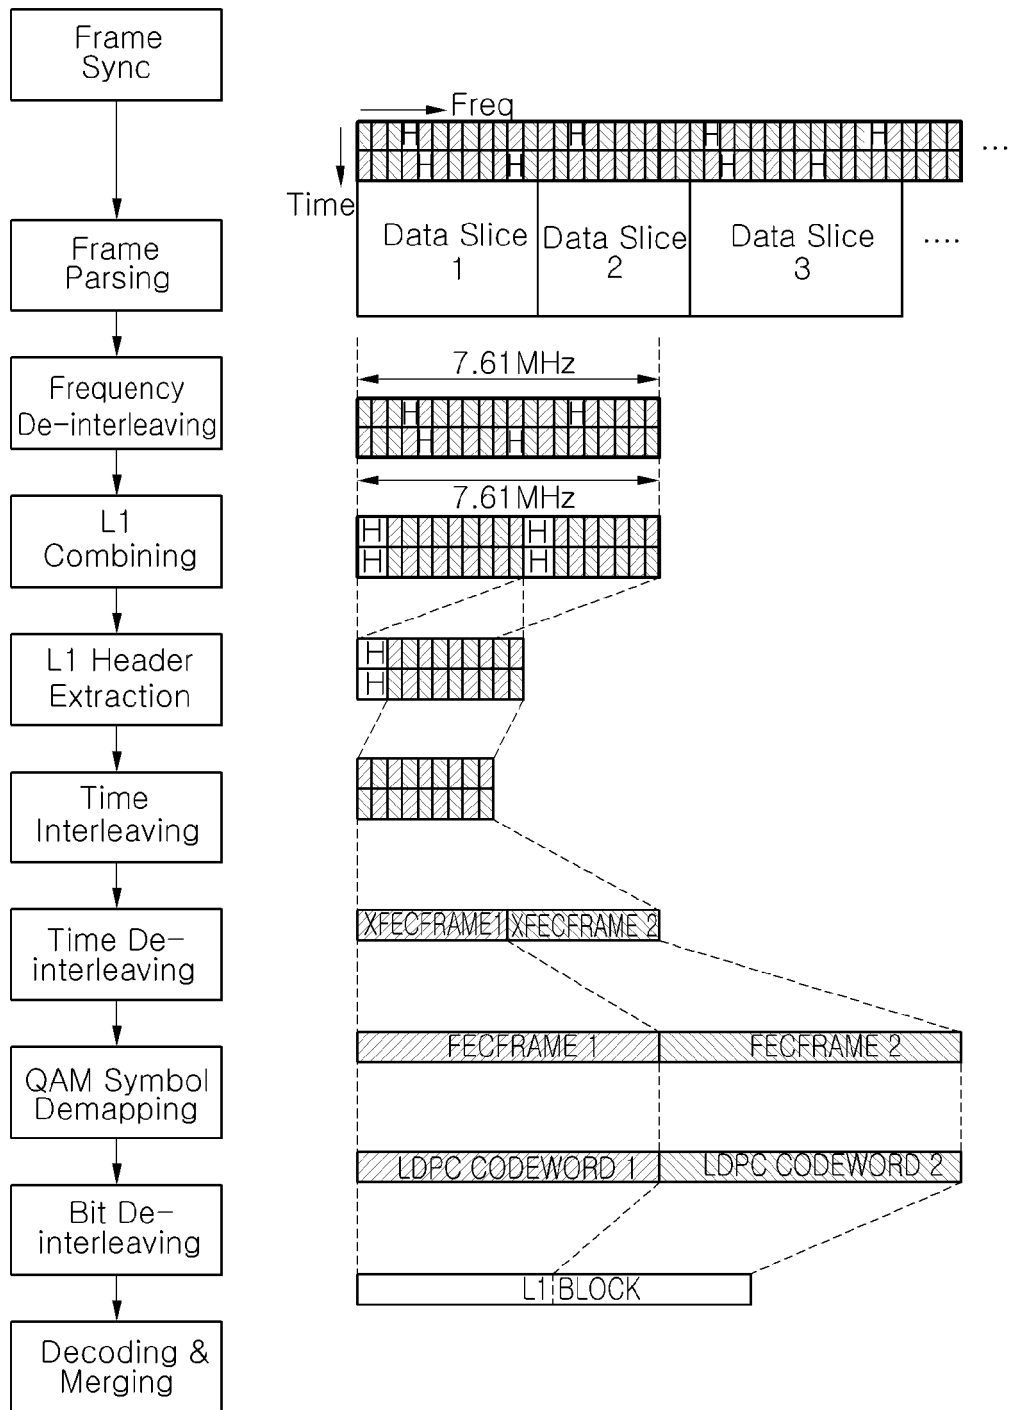 Frame
Sync
Freq
H H H H
...
H H H H
Time
Frame
Parsing
Data Slice
1
Data Slice
2
Data Slice
3
....
7.61MHz
Frequency
De-interleaving
H H
H H
7.61MHz
L1
Combining
H H
H H
L1 Header
Extraction
H
H
Time
Interleaving
XFECFRAME1 XFECFRAME 2
Time De-
interleaving
FECFRAME 1 FECFRAME 2
QAM Symbol
Demapping
LDPC CODEWORD 1 LDPC CODEWORD 2
Bit De-
interleaving
L1 BLOCK
Decoding &
Merging